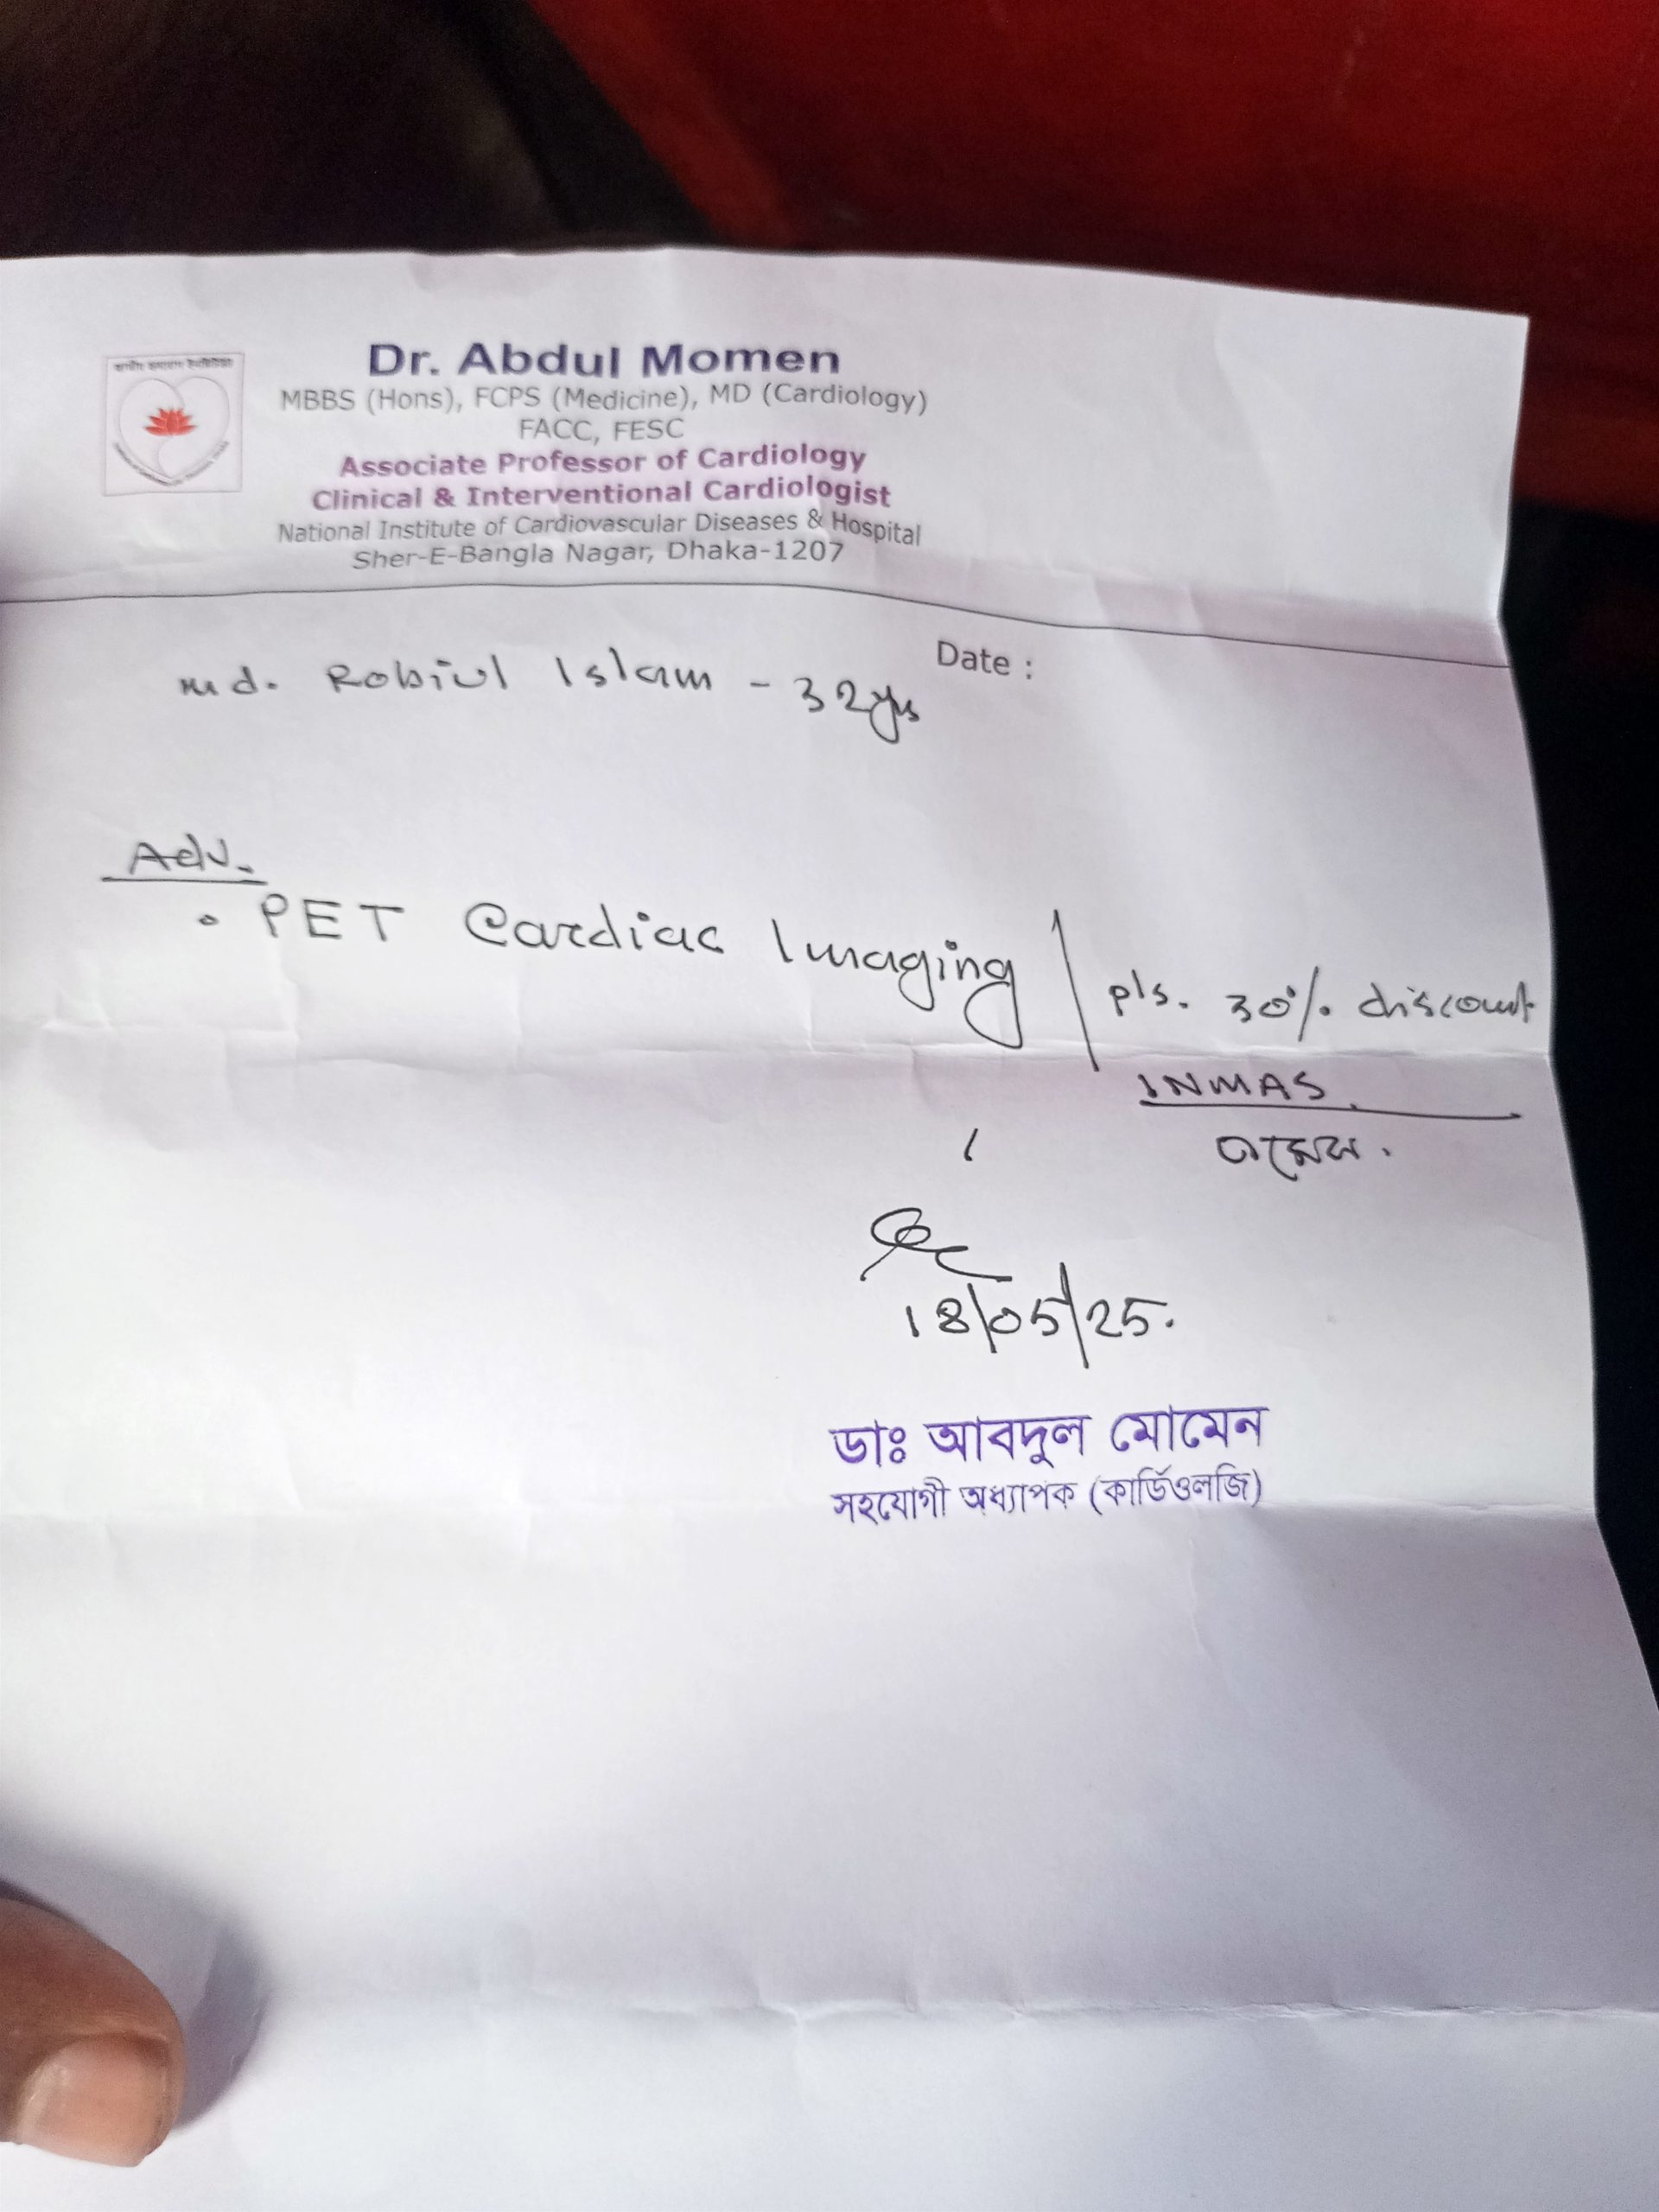 Dr. Abdul Momen
MBBS (Hons), FCPS (Medicine), MD (Cardiology)
FACC, FESC
Associate Professor of Cardiology
Clinical & Interventional Cardiologist
National Institute of Cardiovascular Diseases & Hospital
Sher-E-Bangla Nagar, Dhaka-1207
Date :
Md. Robiul Islam - 32yrs
Adv.
• PET Cardiac Imaging
pls. 30% discount
INMAS
18/05/25.
ডাঃ আবদুল মোমেন
সহযোগী অধ্যাপক (কার্ডিওলজি)